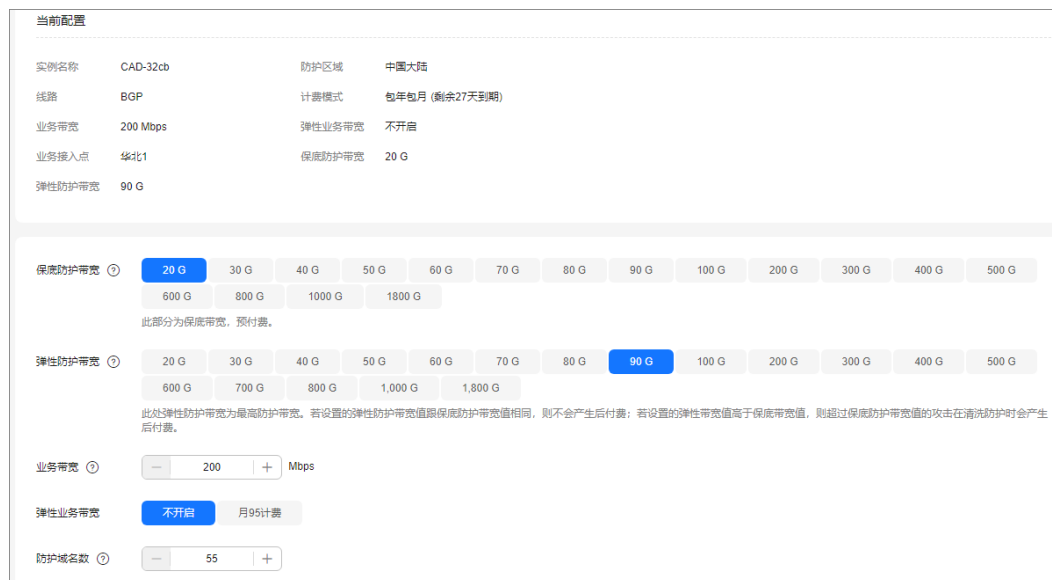 当前配置
实例名称 CAD-32cb 防护区域 中国大陆
线路 BGP 计费模式 包年包月 (剩余27天到期)
业务带宽 200 Mbps 弹性业务带宽 不开启
业务接入点 华北1 保底防护带宽 20 G
弹性防护带宽 90 G
保底防护带宽 ? 20 G 30 G 40 G 50 G 60 G 70 G 80 G 90 G 100 G 200 G 300 G 400 G 500 G
600 G 800 G 1000 G 1800 G
此部分为保底带宽，预付费。
弹性防护带宽 ? 20 G 30 G 40 G 50 G 60 G 70 G 80 G 90 G 100 G 200 G 300 G 400 G 500 G
600 G 700 G 800 G 1,000 G 1,800 G
此处弹性防护带宽为最高防护带宽。若设置的弹性防护带宽值跟保底防护带宽值相同，则不会产生后付费；若设置的弹性带宽值高于保底带宽值，则超过保底防护带宽值的攻击在清洗防护时会产生
后付费。
业务带宽 ? − 200 + Mbps
弹性业务带宽 不开启 月95计费
防护域名数 ? − 55 +